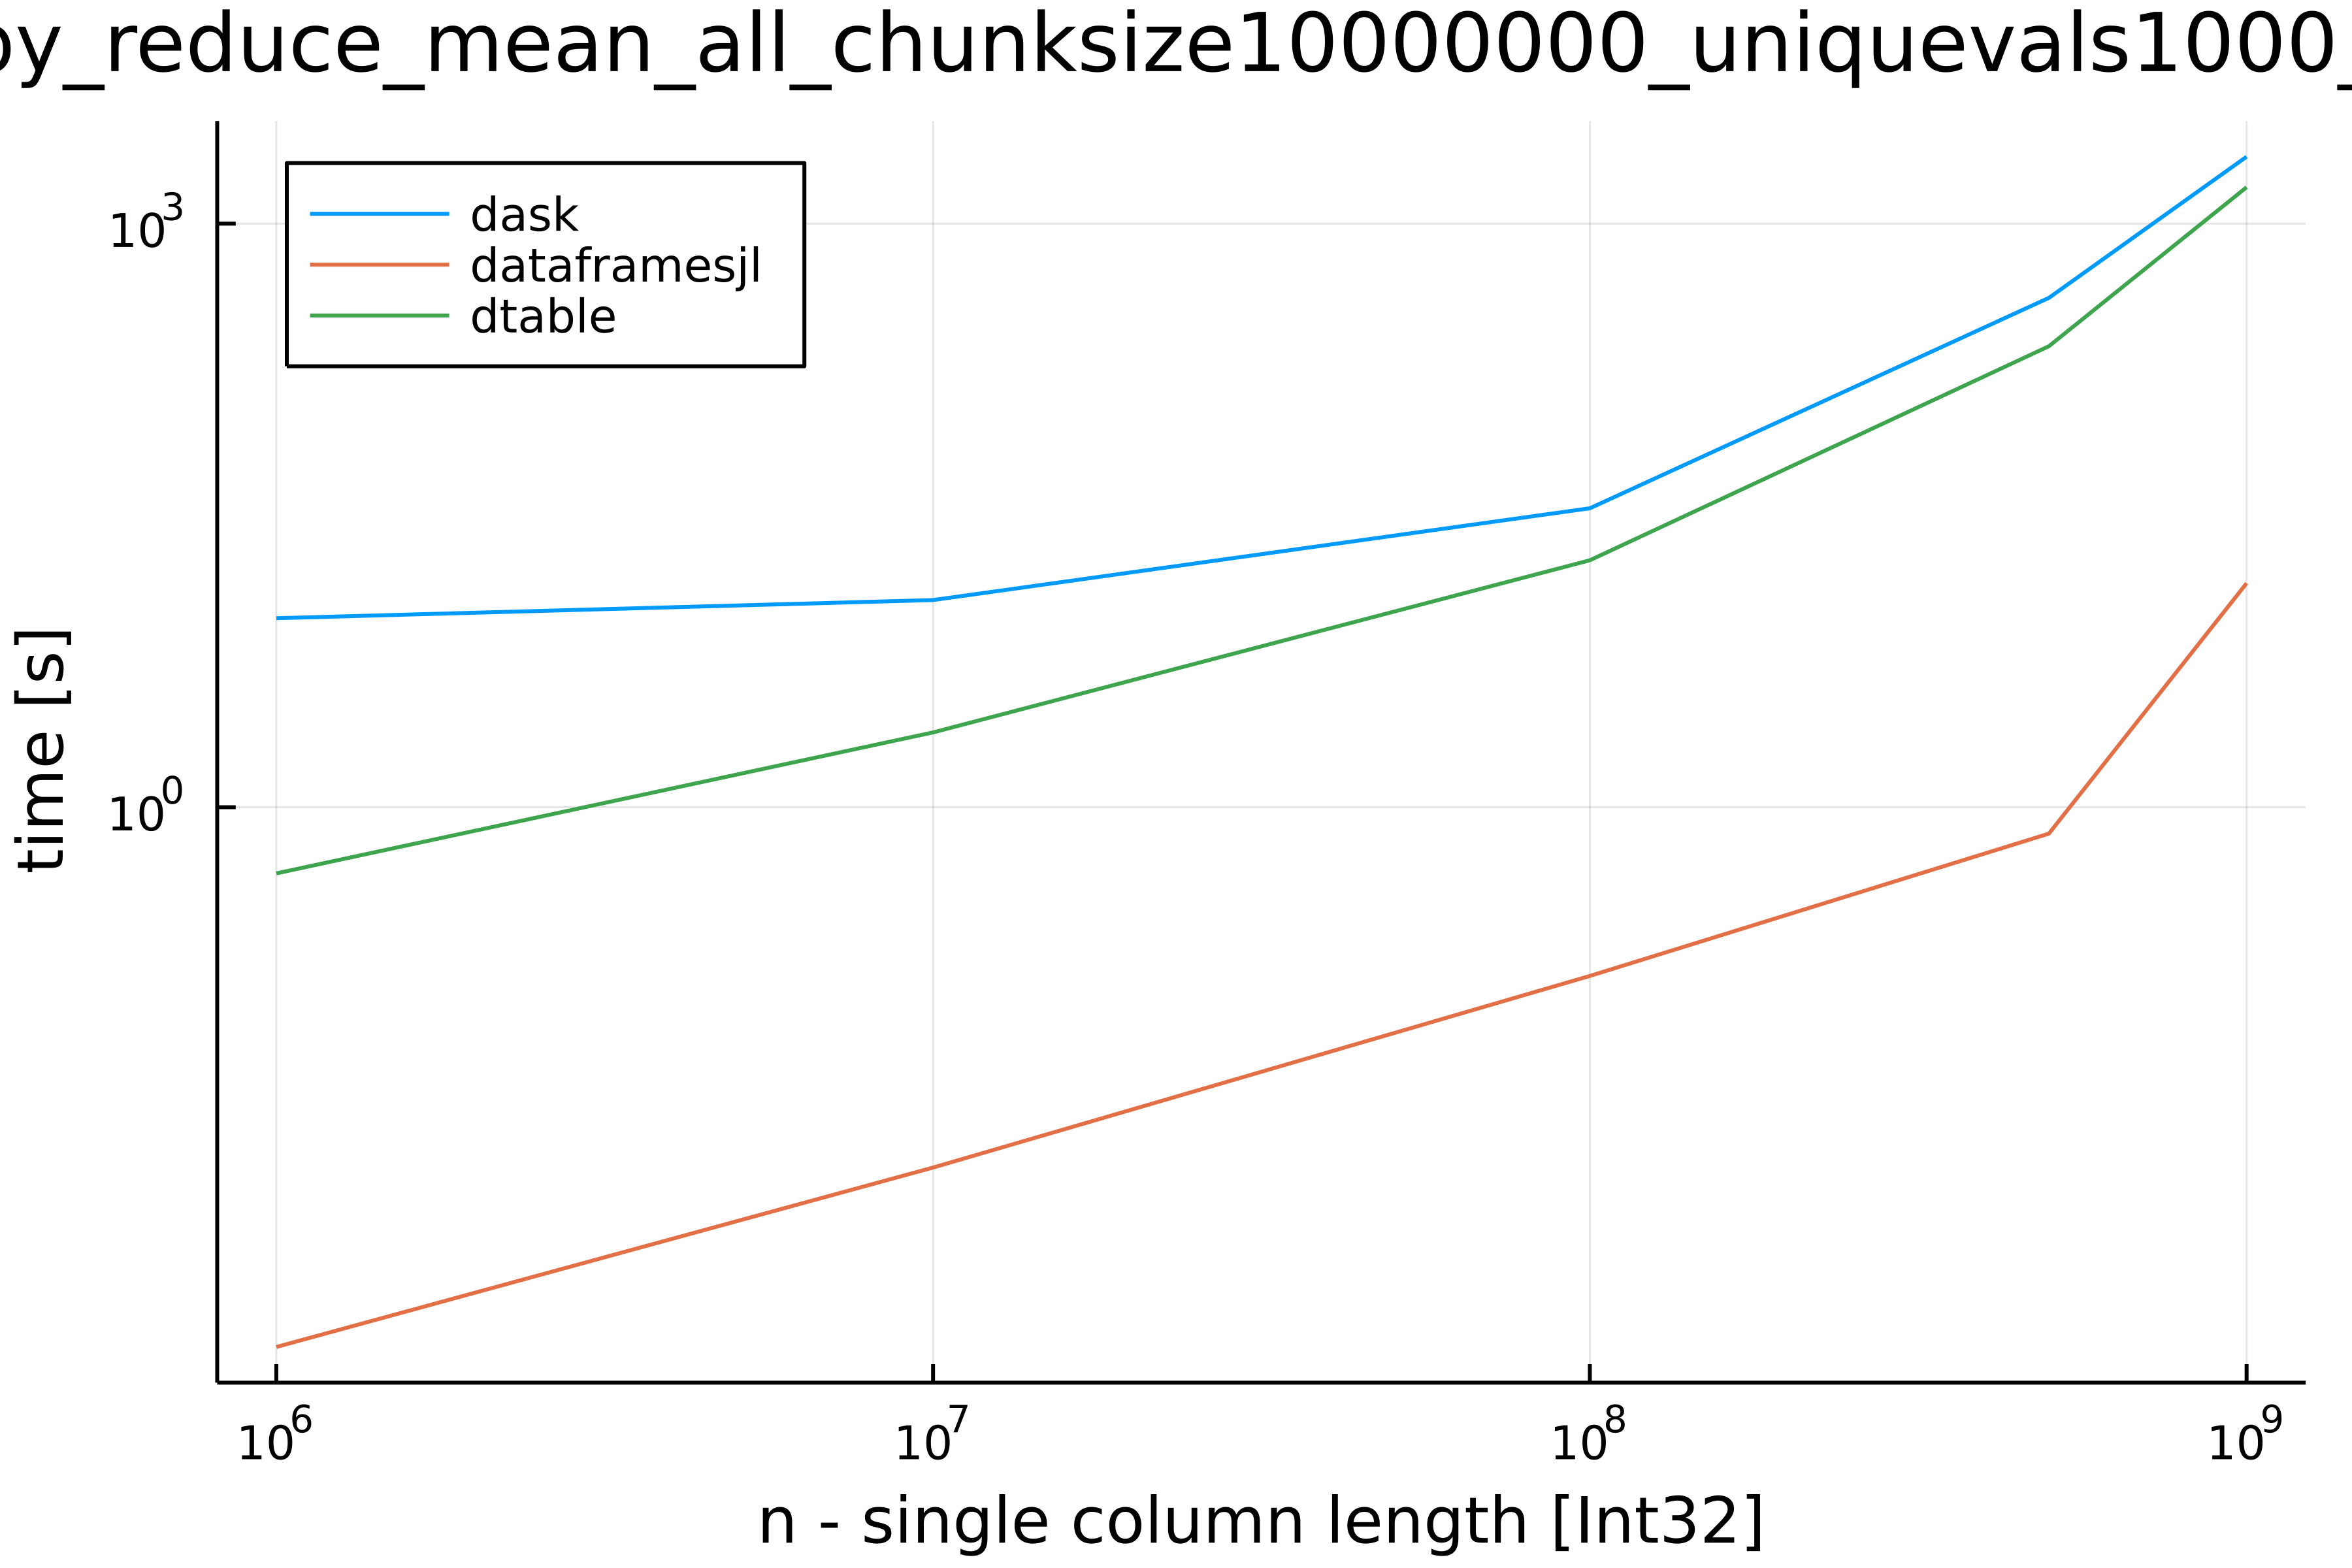 y_reduce_mean_all_chunksize10000000_uniquevals1000_
dask
dataframesjl
dtable
10^3
10^0
time [s]
10^6 10^7 10^8 10^9
n - single column length [Int32]